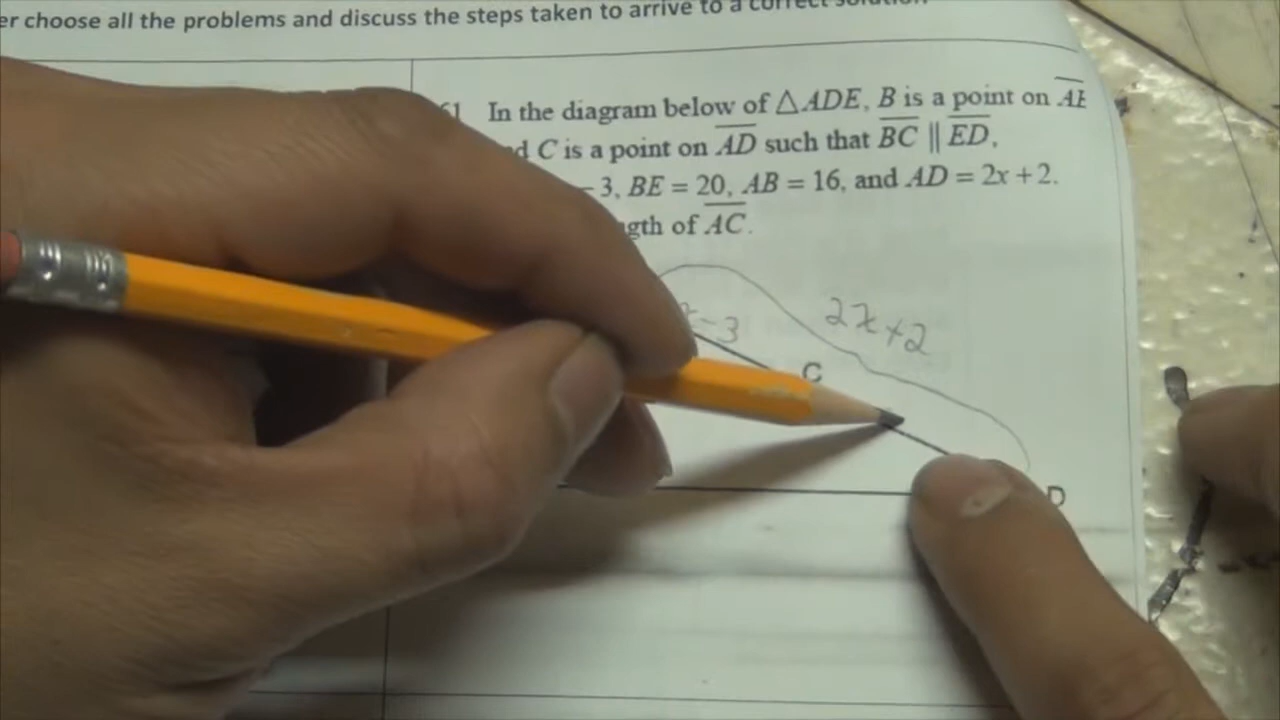 er choose all the problems and discuss the steps taken to arrive to a correct solution
61 In the diagram below of △ADE, B is a point on
C is a point on AD such that BC ∥ ED,
– 3, BE = 20, AB = 16, and AD = 2x + 2.
of AC.
2x + 2
– 3
C
D